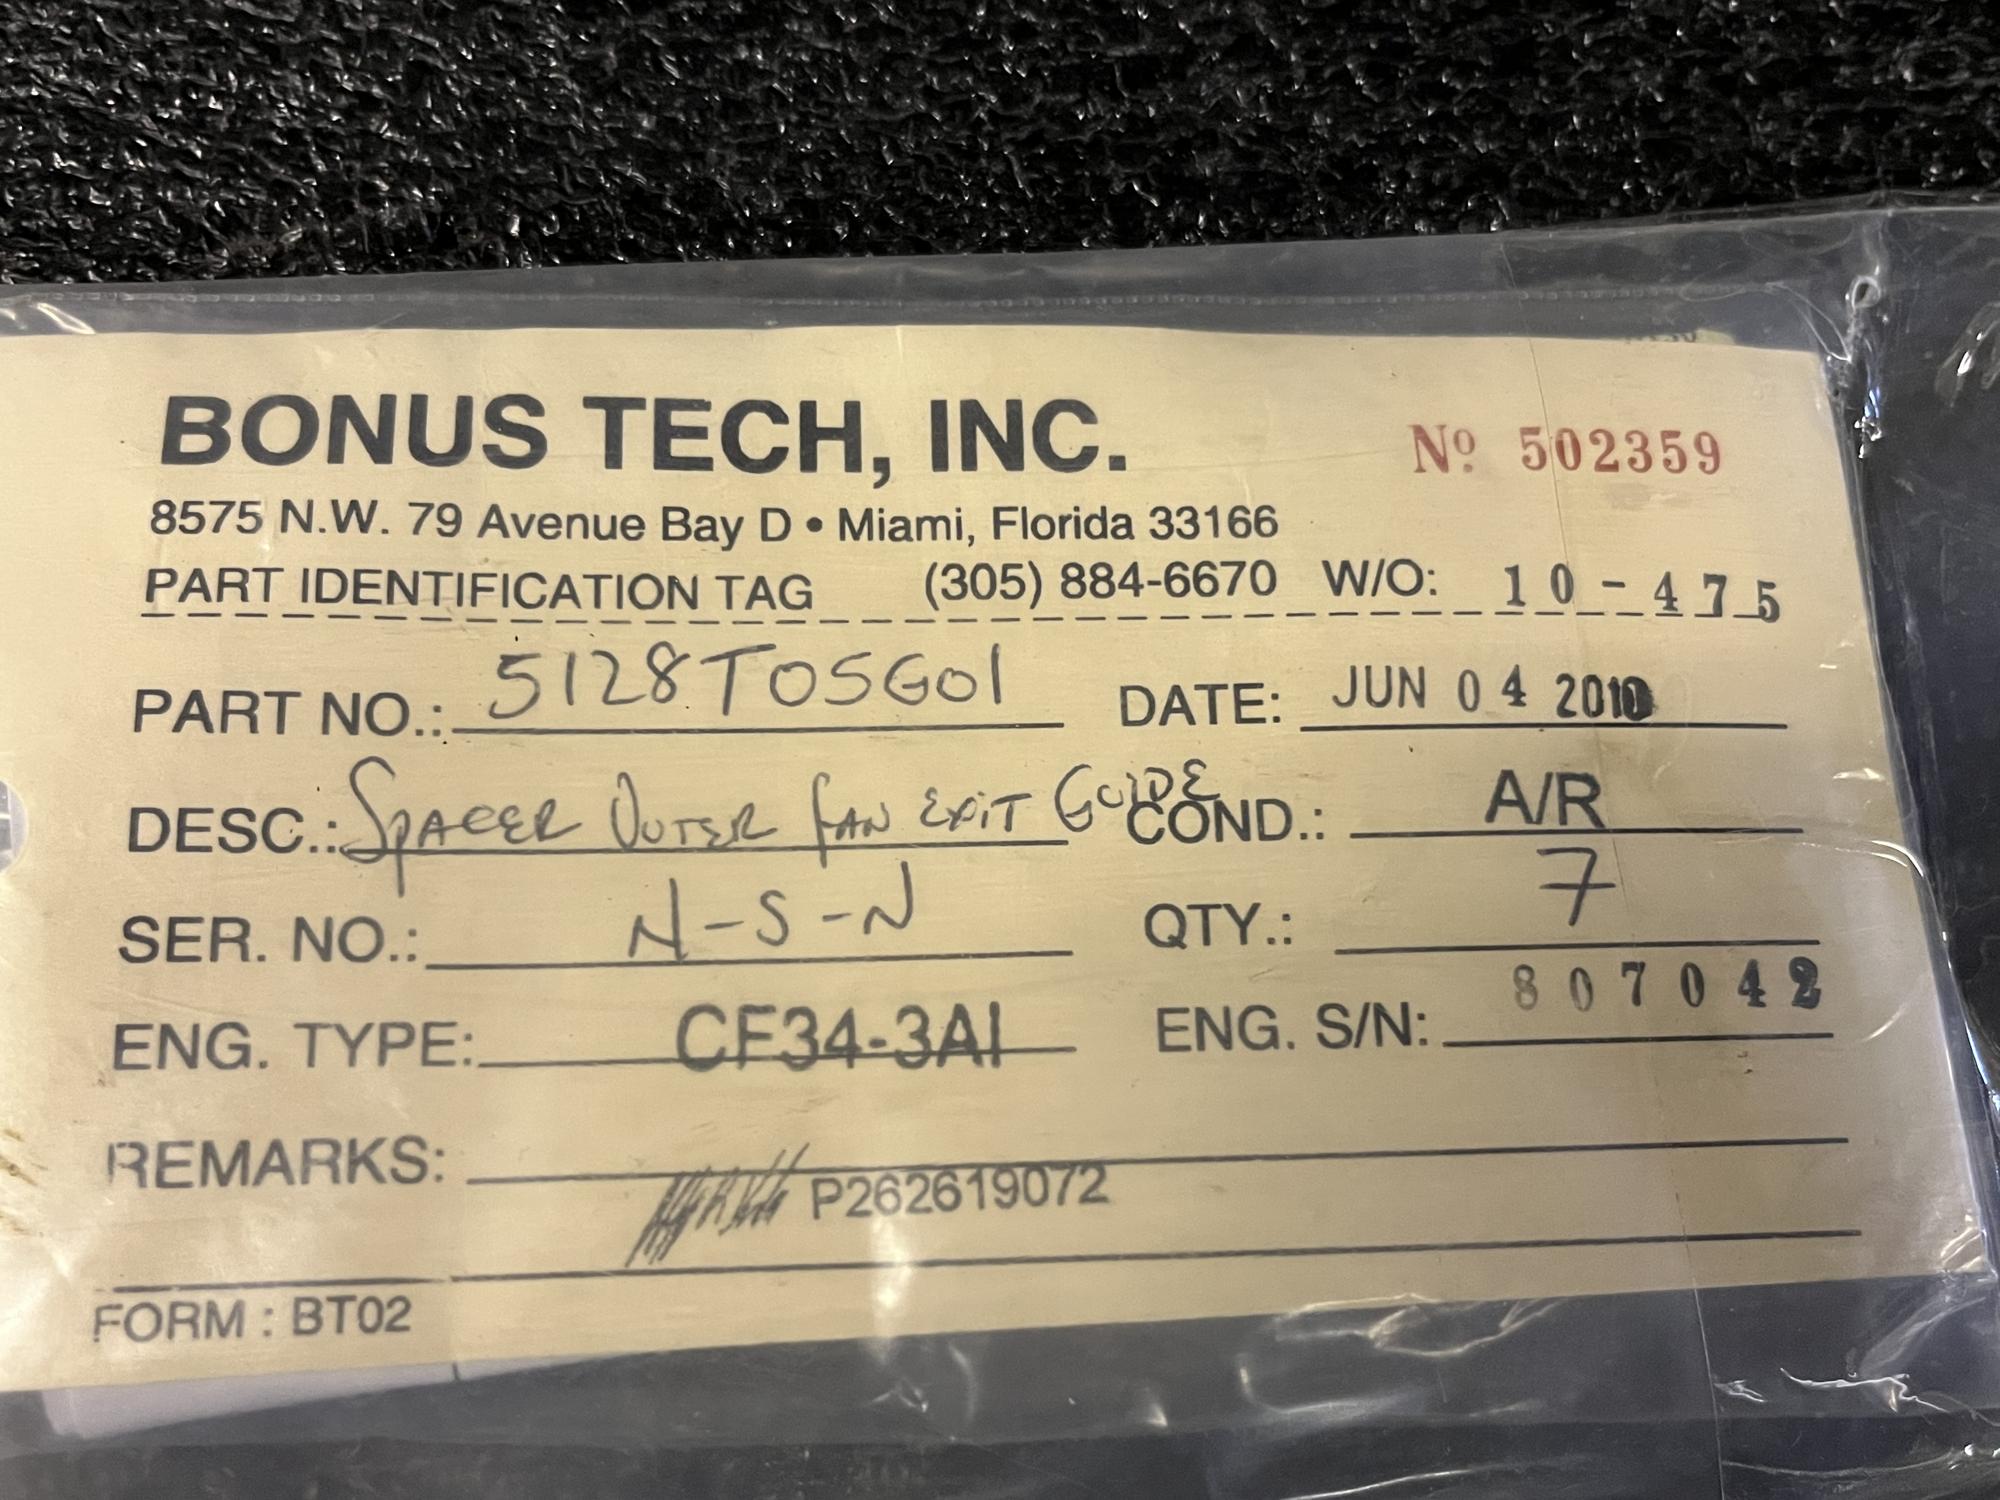 BONUS TECH, INC. Nº 502359
8575 N.W. 79 Avenue Bay D • Miami, Florida 33166
PART IDENTIFICATION TAG (305) 884-6670 W/O: 10-475
PART NO.: 5128T05G01 DATE: JUN 04 2010
DESC.: SPACER OUTER FAN EXIT GUIDE COND.: A/R
SER. NO.: N-S-N QTY.: 7
ENG. TYPE: CF34-3A1 ENG. S/N: 807042
REMARKS:
P262619072
FORM : BT02